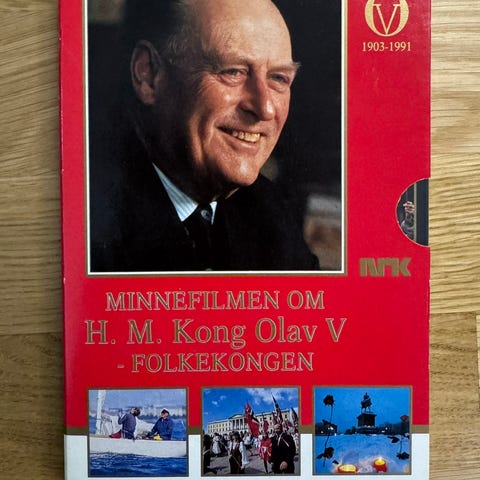 V
1903-1991
NRK
MINNEFILMEN OM
H. M. Kong Olav V
- FOLKEKONGEN